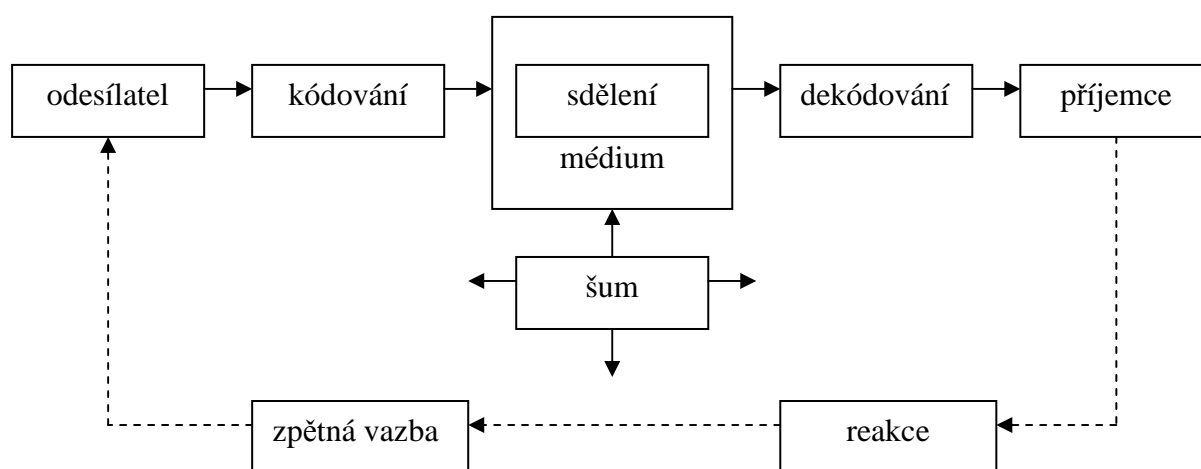 odesílatel
kódování
sdělení
médium
dekódování
příjemce
šum
zpětná vazba
reakce